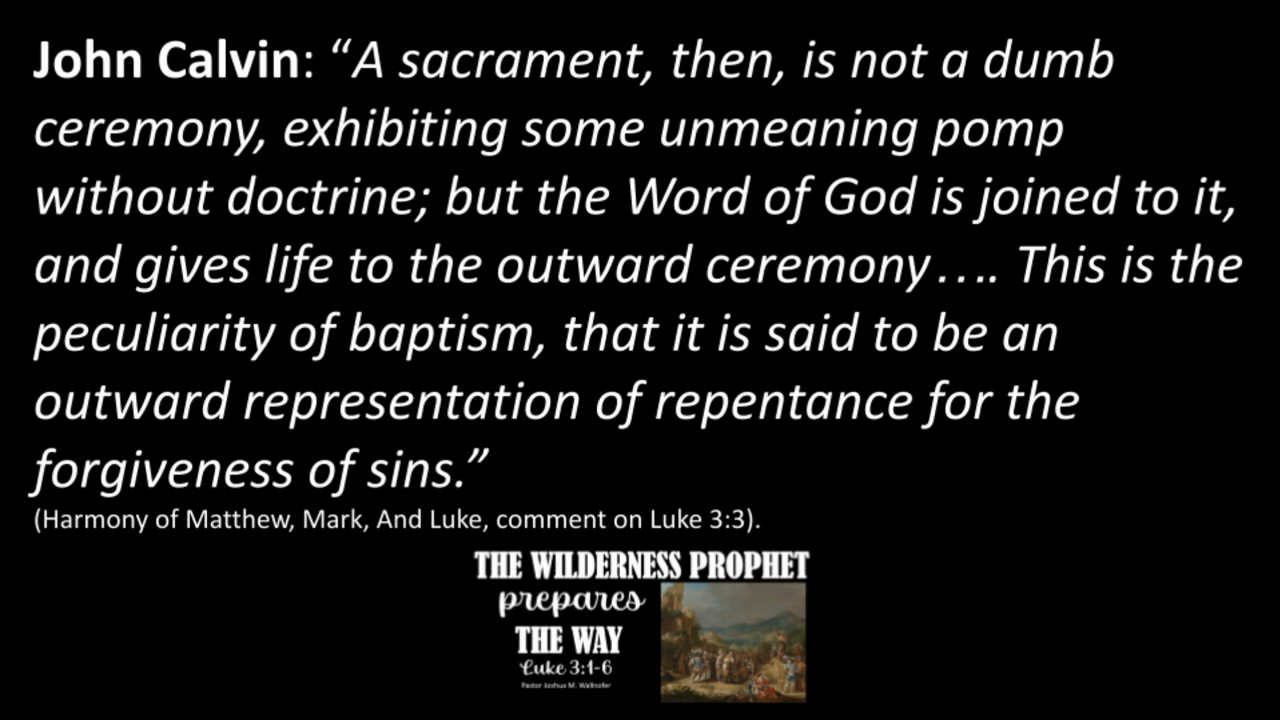 John Calvin: “A sacrament, then, is not a dumb
ceremony, exhibiting some unmeaning pomp
without doctrine; but the Word of God is joined to it,
and gives life to the outward ceremony…. This is the
peculiarity of baptism, that it is said to be an
outward representation of repentance for the
forgiveness of sins.”
(Harmony of Matthew, Mark, And Luke, comment on Luke 3:3).
THE WILDERNESS PROPHET
prepares
THE WAY
Luke 3:1-6
Pastor Joshua M. Wallnofer